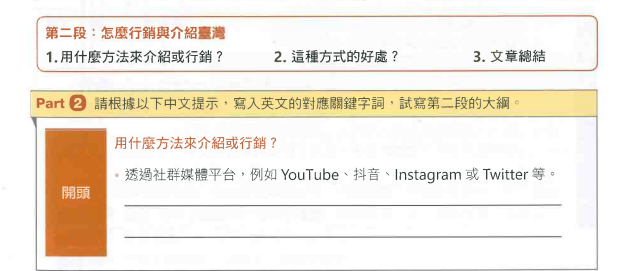 第二段：怎麼行銷與介紹臺灣
1.用什麼方法來介紹或行銷？ 2. 這種方式的好處？ 3. 文章總結
Part 2 請根據以下中文提示，寫入英文的對應關鍵字詞，試寫第二段的大綱。
用什麼方法來介紹或行銷？
• 透過社群媒體平台，例如 YouTube、抖音、Instagram 或 Twitter 等。
開頭